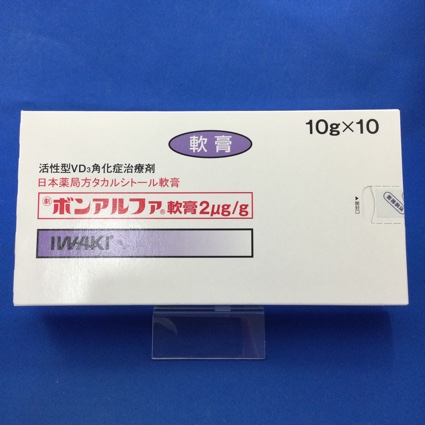 軟膏
10g×10
活性型VD₃角化症治療剤
日本薬局方タカルシトール軟膏
劇 ボンアルファ®軟膏2μg/g
IWAKI